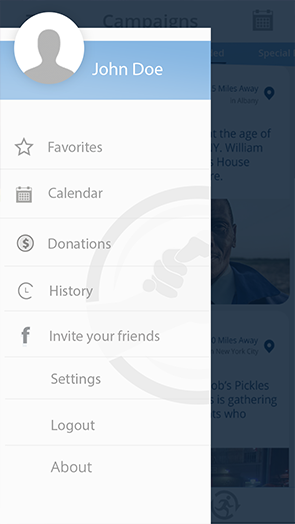 Campaigns
John Doe
Special
5 Miles Away
in Albany
t the age of
NY. William
s House
re.
Favorites
Calendar
Donations
History
Invite your friends
Settings
Logout
About
0 Miles Away
New York City
ob's Pickles
s is gathering
ts who